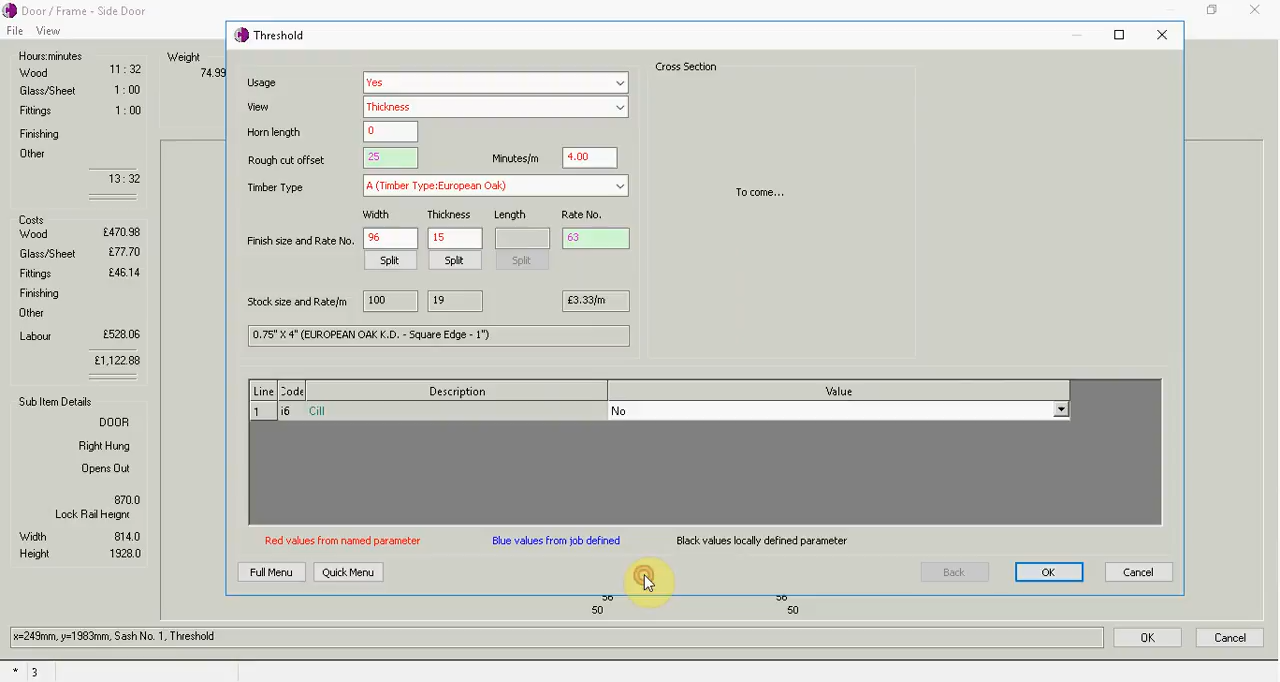 Door / Frame - Side Door
File View
Hours:minutes
Wood 11 : 32
Glass/Sheet 1 : 00
Fittings 1 : 00
Finishing
Other
13 : 32
Costs
Wood £470.98
Glass/Sheet £77.70
Fittings £46.14
Finishing
Other
Labour £528.06
£1,122.88
Sub Item Details
DOOR
Right Hung
Opens Out
870.0
Lock Rail Height
Width 814.0
Height 1928.0
Weight
74.99
Threshold
Usage Yes
View Thickness
Horn length 0
Rough cut offset 25 Minutes/m 4.00
Timber Type A (Timber Type:European Oak)
Width Thickness Length Rate No.
Finish size and Rate No. 96 15 63
Split Split Split
Stock size and Rate/m 100 19 £3.33/m
0.75" X 4" (EUROPEAN OAK K.D. - Square Edge - 1")
Cross Section
To come...
Line Code Description Value
1 i6 Cill No
Red values from named parameter Blue values from job defined Black values locally defined parameter
Full Menu Quick Menu Back OK Cancel
56 56
50 50
x=249mm, y=1983mm, Sash No. 1, Threshold OK Cancel
* 3